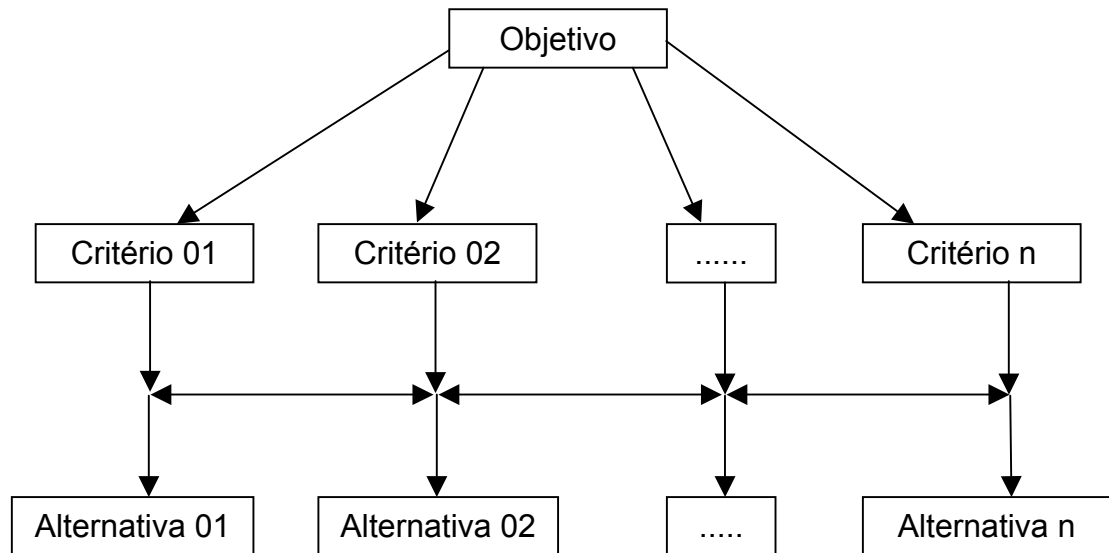 Objetivo
Critério 01
Critério 02
......
Critério n
Alternativa 01
Alternativa 02
.....
Alternativa n